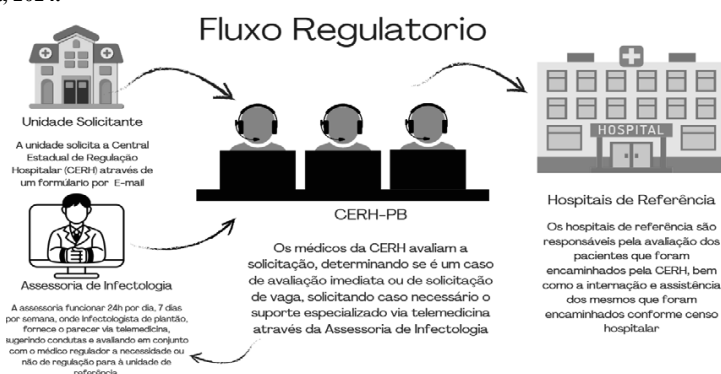 , 2024.
Fluxo Regulatorio
Unidade Solicitante
A unidade solicita a Central
Estadual de Regulação
Hospitalar (CERH) através de
um formúlario por E-mail
Assessoria de Infectologia
A assessoria funcionar 24h por dia, 7 dias
por semana, onde Infectologista de plantão,
fornece o parecer via telemedicina,
sugerindo condutas e avaliando em conjunto
com o médico regulador a necessidade ou
não de regulação para à unidade de
referência
CERH-PB
Os médicos da CERH avaliam a
solicitação, determinando se é um caso
de avaliação imediata ou de solicitação
de vaga, solicitando caso necessário o
suporte especializado via telemedicina
através da Assessoria de Infectologia
HOSPITAL
Hospitais de Referência
Os hospitais de referência são
responsáveis pela avaliação dos
pacientes que foram
encaminhados pela CERH, bem
como a internação e assistência
dos mesmos que foram
encaminhados conforme censo
hospitalar